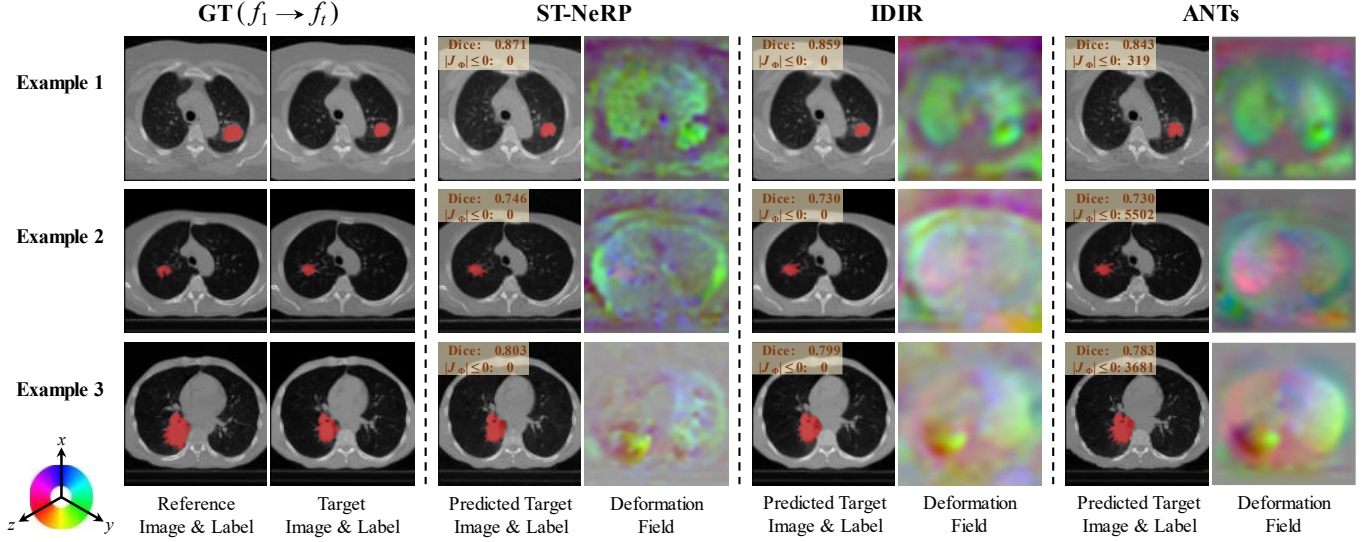 GT (f₁ → fₜ) ST-NeRP IDIR ANTs
Example 1
Dice: 0.871
|J_Φ| ≤ 0: 0
Dice: 0.859
|J_Φ| ≤ 0: 0
Dice: 0.843
|J_Φ| ≤ 0: 319
Example 2
Dice: 0.746
|J_Φ| ≤ 0: 0
Dice: 0.730
|J_Φ| ≤ 0: 0
Dice: 0.730
|J_Φ| ≤ 0: 5502
Example 3
Dice: 0.803
|J_Φ| ≤ 0: 0
Dice: 0.799
|J_Φ| ≤ 0: 0
Dice: 0.783
|J_Φ| ≤ 0: 3681
x
z
y
Reference
Image & Label
Target
Image & Label
Predicted Target
Image & Label
Deformation
Field
Predicted Target
Image & Label
Deformation
Field
Predicted Target
Image & Label
Deformation
Field